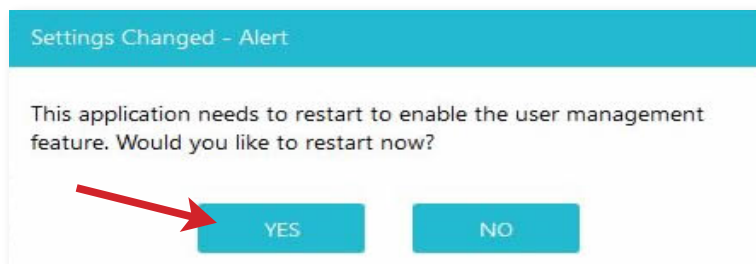 Settings Changed - Alert
This application needs to restart to enable the user management
feature. Would you like to restart now?
YES
NO